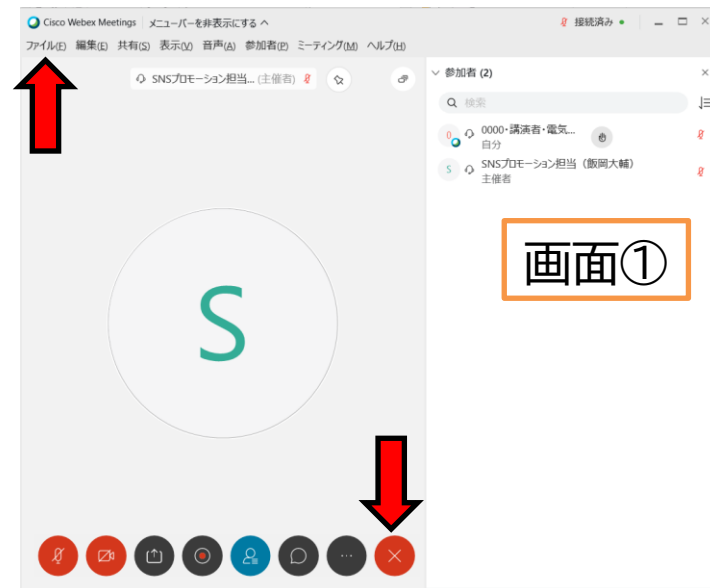 Cisco Webex Meetings メニューバーを非表示にする へ 接続済み
ファイル(F) 編集(E) 共有(S) 表示(V) 音声(A) 参加者(P) ミーティング(M) ヘルプ(H)
SNSプロモーション担当... (主催者)
参加者 (2)
検索
0 0000・講演者・電気...
自分
S SNSプロモーション担当（飯岡大輔）
主催者
画面①
S